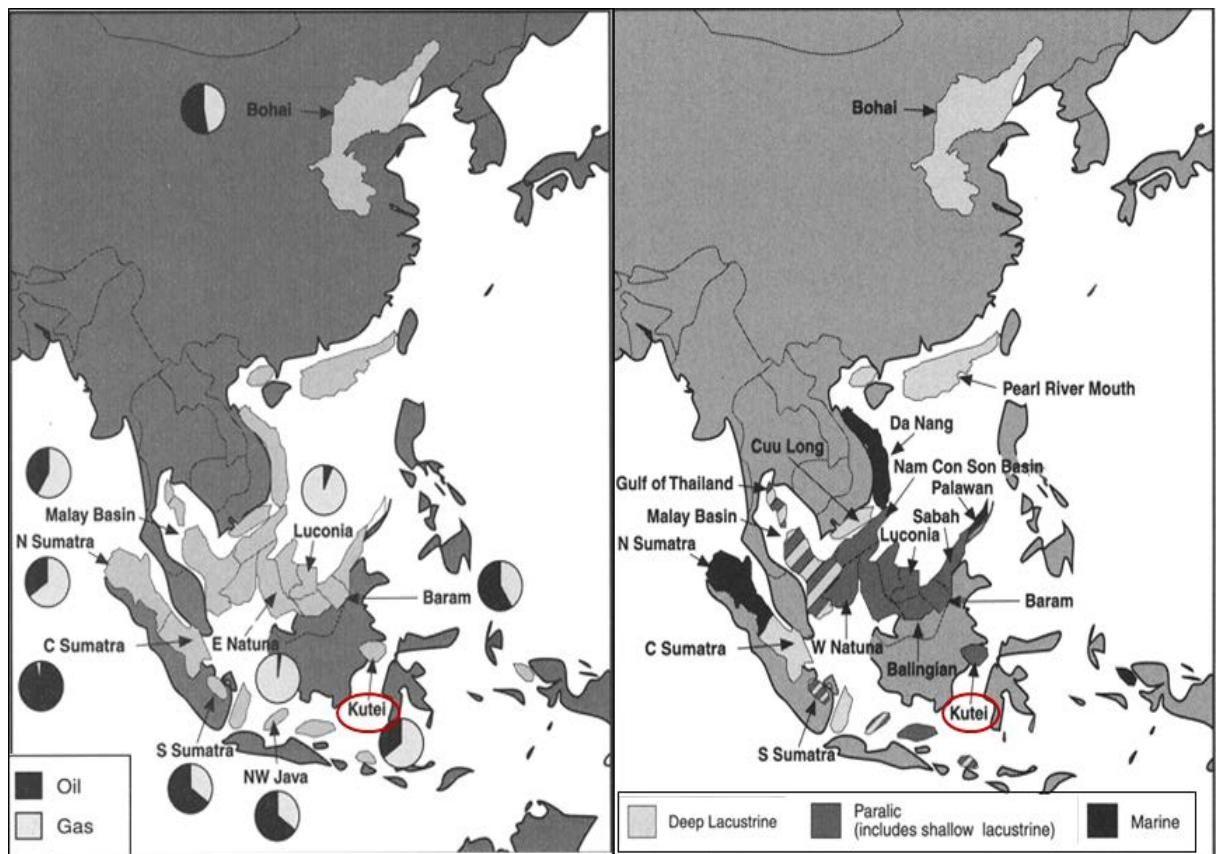 Bohai
Malay Basin
N Sumatra
Luconia
Baram
C Sumatra
E Natuna
Kutei
S Sumatra
NW Java
Oil
Gas
Bohai
Pearl River Mouth
Da Nang
Cuu Long
Nam Con Son Basin
Gulf of Thailand
Palawan
Malay Basin
Sabah
Luconia
N Sumatra
Baram
C Sumatra
W Natuna
Balingian
Kutei
S Sumatra
Deep Lacustrine
Paralic
(includes shallow lacustrine)
Marine